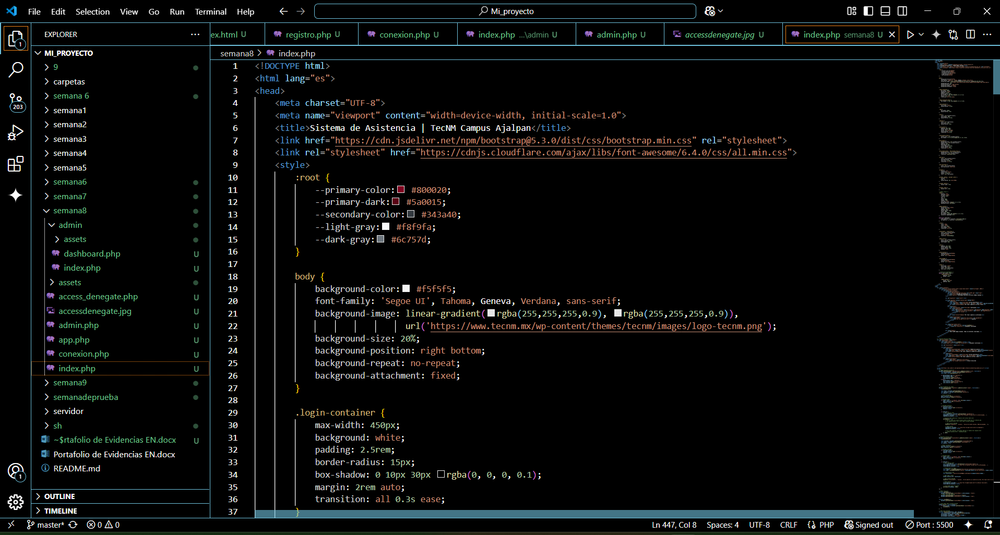 File Edit Selection View Go Run Terminal Help
Mi_proyecto
EXPLORER
MI_PROYECTO
9
carpetas
semana 6
semana1
semana2
semana3
semana4
semana5
semana6
semana7
semana8
admin
assets
dashboard.php U
index.php U
assets
access_denegate.php U
accessdenegate.jpg U
admin.php U
app.php U
conexion.php U
index.php U
semana9
semanadeprueba
servidor
sh
~$rtafolio de Evidencias EN.docx U
Portafolio de Evidencias EN.docx
README.md
OUTLINE
TIMELINE
1
203
1
ex.html U registro.php U conexion.php U index.php ...\admin U admin.php U accessdenegate.jpg U index.php semana8 U
semana8 > index.php
1 <!DOCTYPE html>
2 <html lang="es">
3 <head>
4 <meta charset="UTF-8">
5 <meta name="viewport" content="width=device-width, initial-scale=1.0">
6 <title>Sistema de Asistencia | TecNM Campus Ajalpan</title>
7 <link href="https://cdn.jsdelivr.net/npm/bootstrap@5.3.0/dist/css/bootstrap.min.css" rel="stylesheet">
8 <link rel="stylesheet" href="https://cdnjs.cloudflare.com/ajax/libs/font-awesome/6.4.0/css/all.min.css">
9 <style>
10 :root {
11 --primary-color: #800020;
12 --primary-dark: #5a0015;
13 --secondary-color: #343a40;
14 --light-gray: #f8f9fa;
15 --dark-gray: #6c757d;
16 }
17
18 body {
19 background-color: #f5f5f5;
20 font-family: 'Segoe UI', Tahoma, Geneva, Verdana, sans-serif;
21 background-image: linear-gradient(rgba(255,255,255,0.9), rgba(255,255,255,0.9)),
22 url('https://www.tecnm.mx/wp-content/themes/tecnm/images/logo-tecnm.png');
23 background-size: 20%;
24 background-position: right bottom;
25 background-repeat: no-repeat;
26 background-attachment: fixed;
27 }
28
29 .login-container {
30 max-width: 450px;
31 background: white;
32 padding: 2.5rem;
33 border-radius: 15px;
34 box-shadow: 0 10px 30px rgba(0, 0, 0, 0.1);
35 margin: 2rem auto;
36 transition: all 0.3s ease;
37 }
master* 0 0 Ln 447, Col 8 Spaces: 4 UTF-8 CRLF {} PHP Signed out Port : 5500